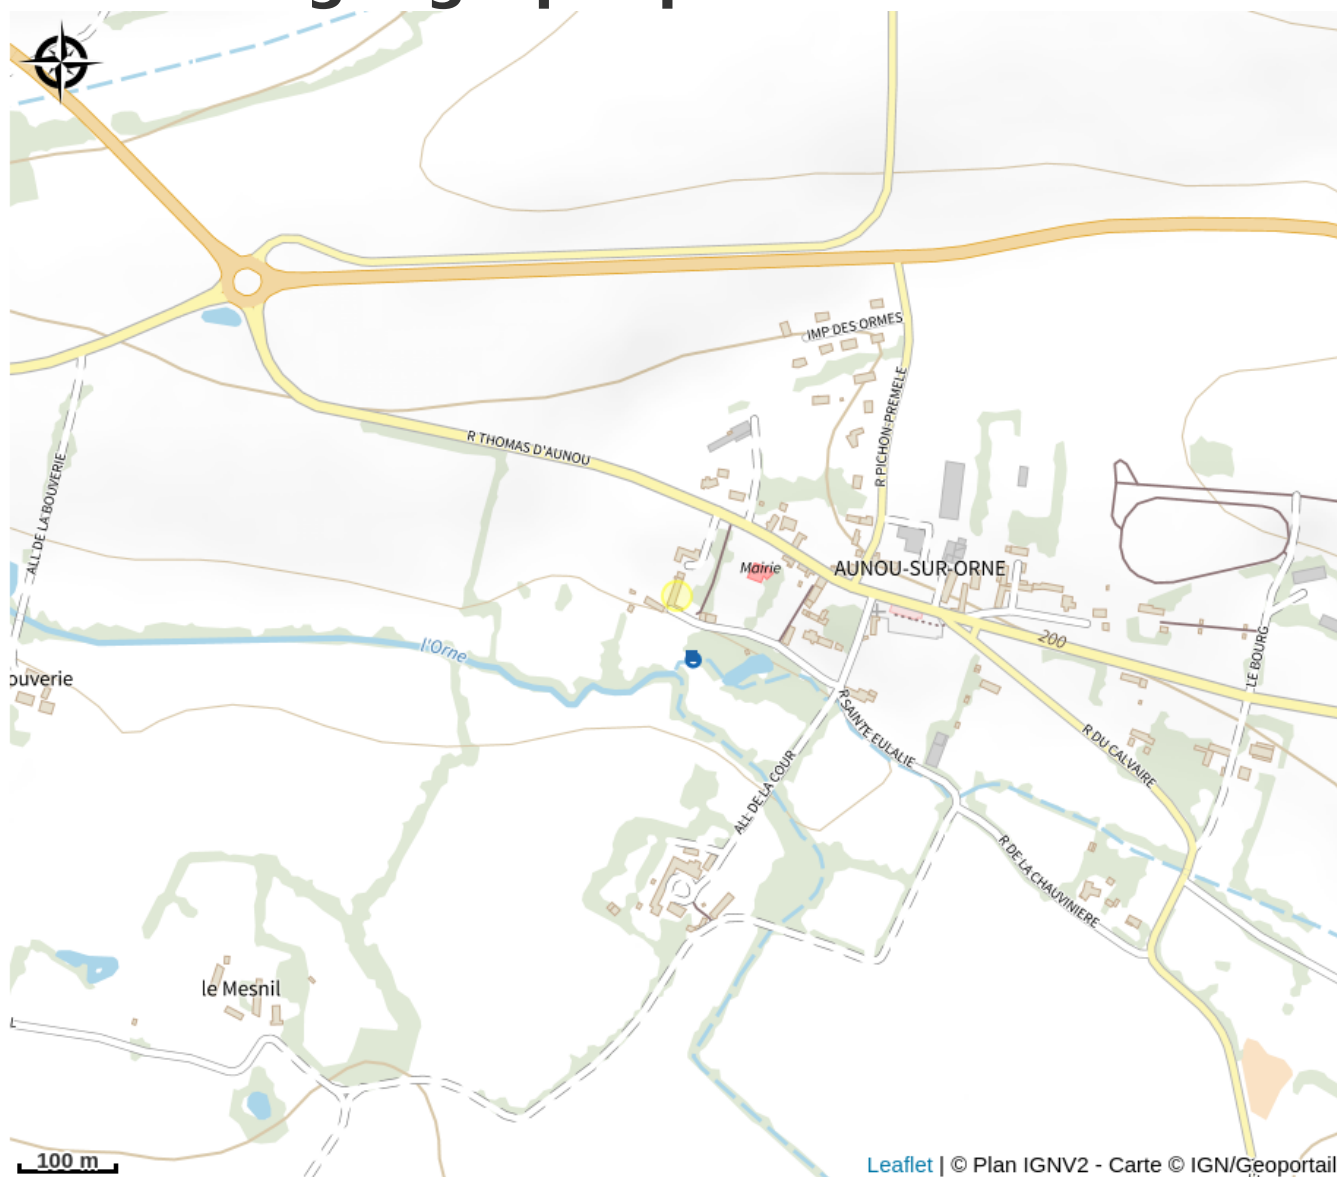 IMP DES ORMES
R PICHON-PREMELE
R THOMAS D'AUNOU
ALL DE LA BOUVERIE
Mairie
AUNOU-SUR-ORNE
200
l'Orne
LE BOURG
ouverie
R SAINTE EULALIE
R DU CALVAIRE
ALL DE LA COUR
R DE LA CHAUVINIERE
le Mesnil
L
100 m
Leaflet | © Plan IGNV2 - Carte © IGN/Geoportail